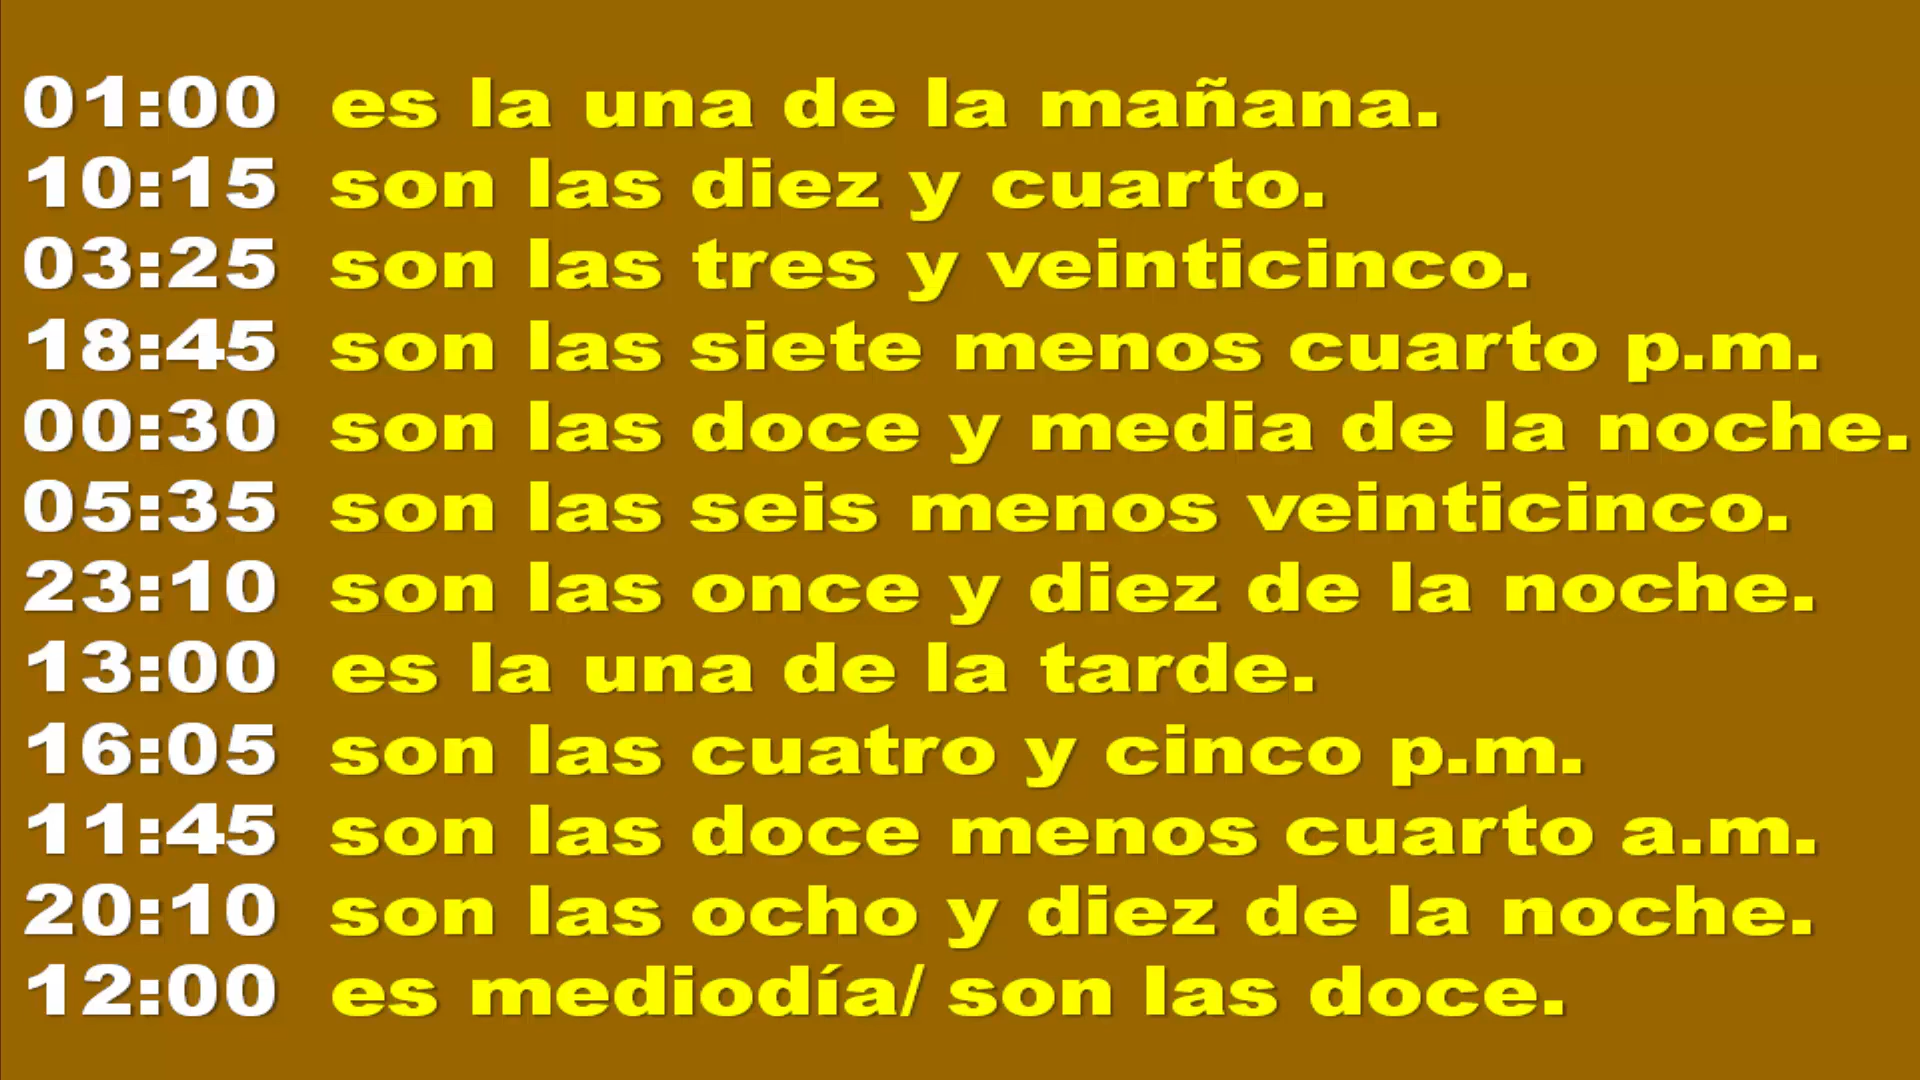 01:00 es la una de la mañana.
10:15 son las diez y cuarto.
03:25 son las tres y veinticinco.
18:45 son las siete menos cuarto p.m.
00:30 son las doce y media de la noche.
05:35 son las seis menos veinticinco.
23:10 son las once y diez de la noche.
13:00 es la una de la tarde.
16:05 son las cuatro y cinco p.m.
11:45 son las doce menos cuarto a.m.
20:10 son las ocho y diez de la noche.
12:00 es mediodía/ son las doce.